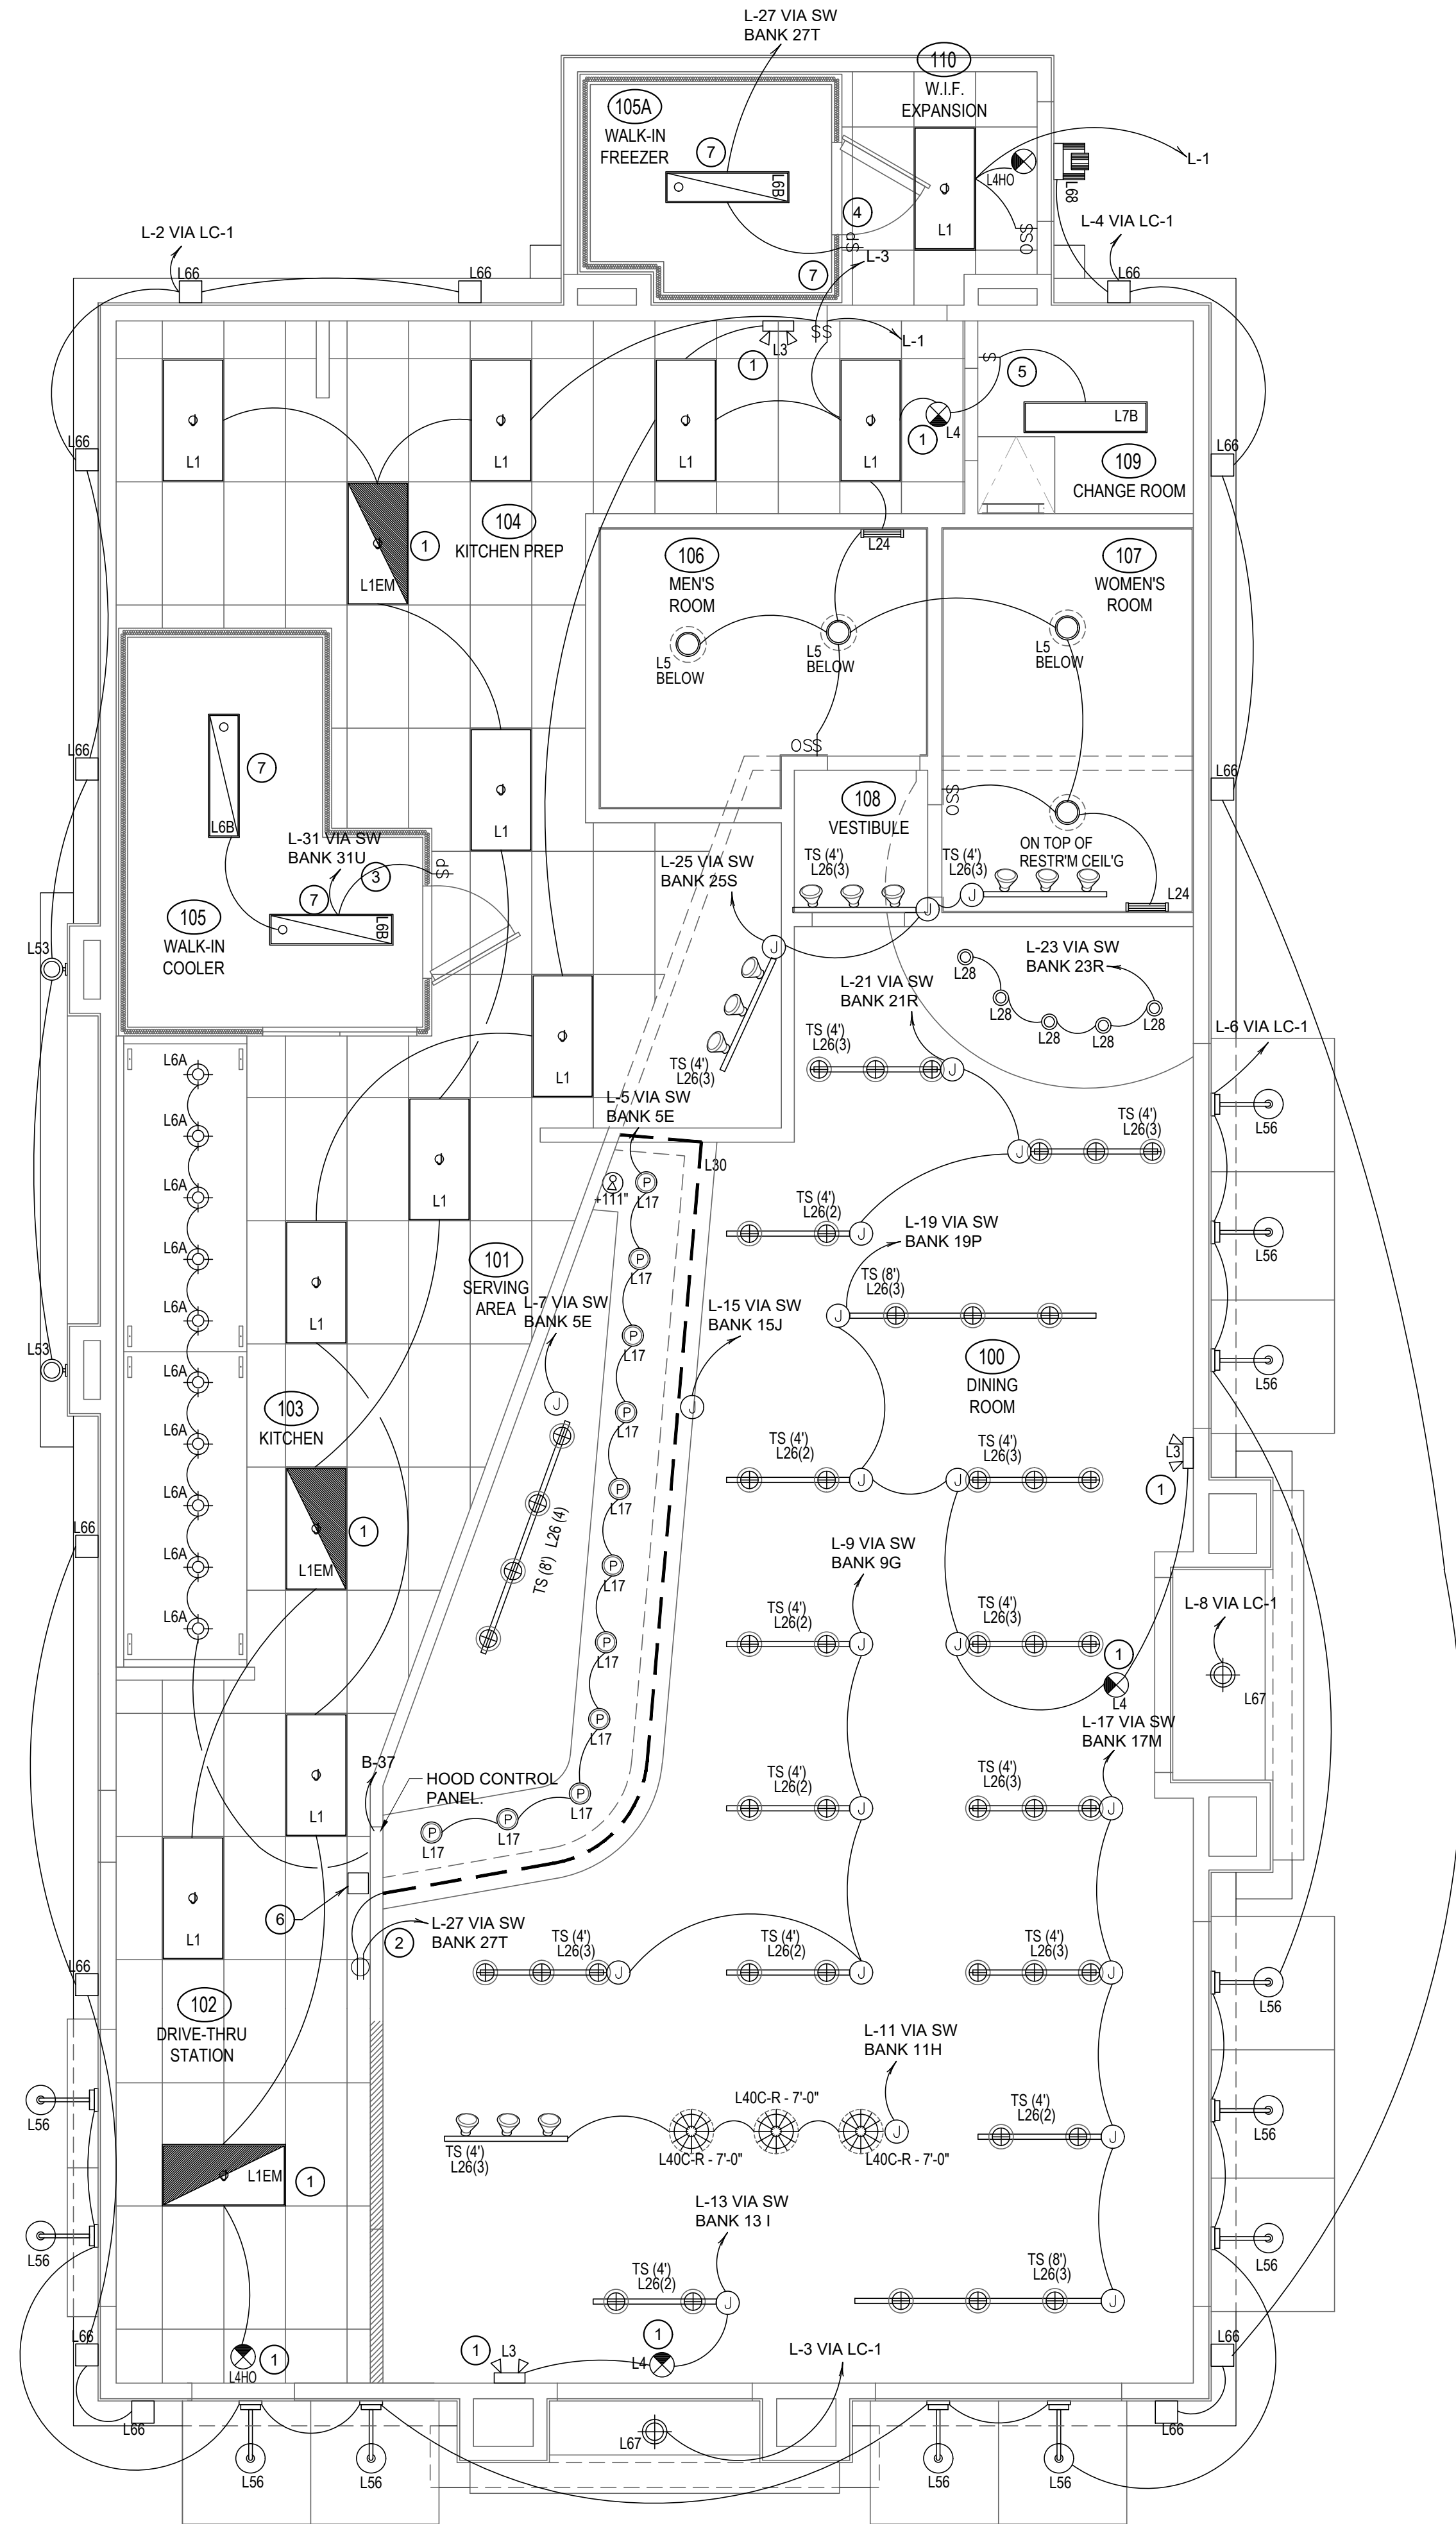 L-27 VIA SW
BANK 27T
110
W.I.F.
EXPANSION
105A
WALK-IN
FREEZER
7
L6B
L4HO
L-1
L68
4
L1
OSS
Sd
L-2 VIA LC-1
L-4 VIA LC-1
L66
L66
L66
L-3
7
SS
L-1
L3
1
S
5
L7B
L4
1
L1
L1
L1
L1
L66
L66
109
CHANGE ROOM
104
KITCHEN PREP
1
L1EM
L24
106
MEN'S
ROOM
107
WOMEN'S
ROOM
L5
BELOW
L5
BELOW
L5
BELOW
OSS
L66
L66
7
L6B
L1
108
VESTIBULE
OSS
ON TOP OF
RESTR'M CEIL'G
L-31 VIA SW
BANK 31U
3
Sd
7
L6B
L-25 VIA SW
BANK 25S
TS (4')
L26(3)
TS (4')
L26(3)
L24
J
J
105
WALK-IN
COOLER
L53
J
L28
L28
L28
L28
L28
L-23 VIA SW
BANK 23R
L-21 VIA SW
BANK 21R
L-6 VIA LC-1
TS (4')
L26(3)
TS (4')
L26(3)
J
L1
L6A
L6A
L6A
L6A
L6A
L6A
L6A
L6A
L6A
L6A
L-5 VIA SW
BANK 5E
L56
TS (4')
L26(3)
J
L30
L1
+111"
P
L17
TS (4')
L26(2)
J
L56
L-19 VIA SW
BANK 19P
101
SERVING
AREA
P
L17
TS (8')
L26(3)
J
L1
L-7 VIA SW
BANK 5E
L-15 VIA SW
BANK 15J
P
L17
100
DINING
ROOM
L56
L53
103
KITCHEN
J
P
L17
J
TS (4')
L26(2)
J
TS (4')
L26(3)
J
L3
1
P
L17
L66
1
L1EM
TS (8') L26 (4)
L-9 VIA SW
BANK 9G
P
L17
TS (4')
L26(2)
J
TS (4')
L26(3)
J
L-8 VIA LC-1
P
L17
1
L4
L67
P
L17
L-17 VIA SW
BANK 17M
B-37
HOOD CONTROL
PANEL.
TS (4')
L26(2)
J
TS (4')
L26(3)
J
P
L17
P
L17
P
L17
L1
L1
6
2
L-27 VIA SW
BANK 27T
TS (4')
L26(3)
J
TS (4')
L26(2)
J
TS (4')
L26(3)
J
L66
L56
102
DRIVE-THRU
STATION
L-11 VIA SW
BANK 11H
L56
L56
TS (4')
L26(3)
L40C-R - 7'-0"
L40C-R - 7'-0"
L40C-R - 7'-0"
J
TS (4')
L26(2)
J
L1EM
1
L56
L56
L-13 VIA SW
BANK 13 I
TS (4')
L26(2)
J
TS (8')
L26(3)
J
L66
L4HO
1
1
L3
L4
1
L-3 VIA LC-1
L66
L66
L67
L66
L56
L56
L56
L56